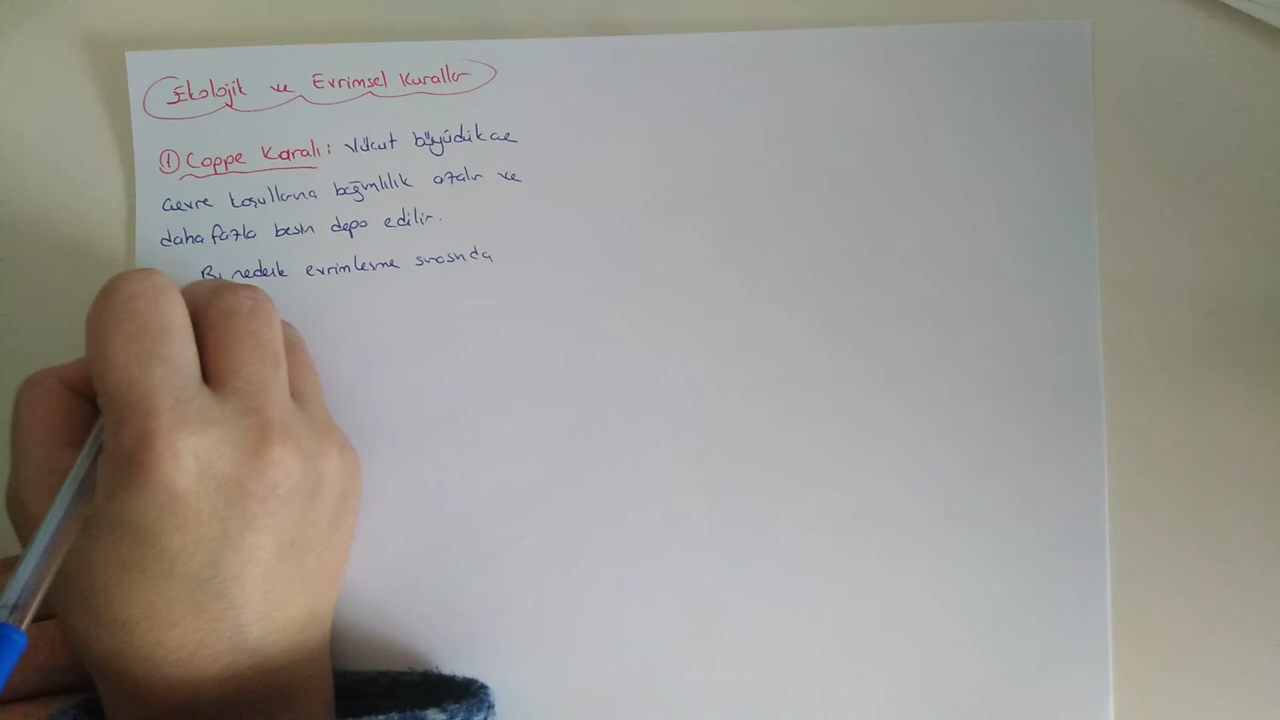 Ekolojik ve Evrimsel Kurallar
① Coppe Kuralı: Vücut büyüdükçe
çevre koşullarına bağımlılık azalır ve
daha fazla besin depo edilir.
Bu nedenle evrimleşme sırasında